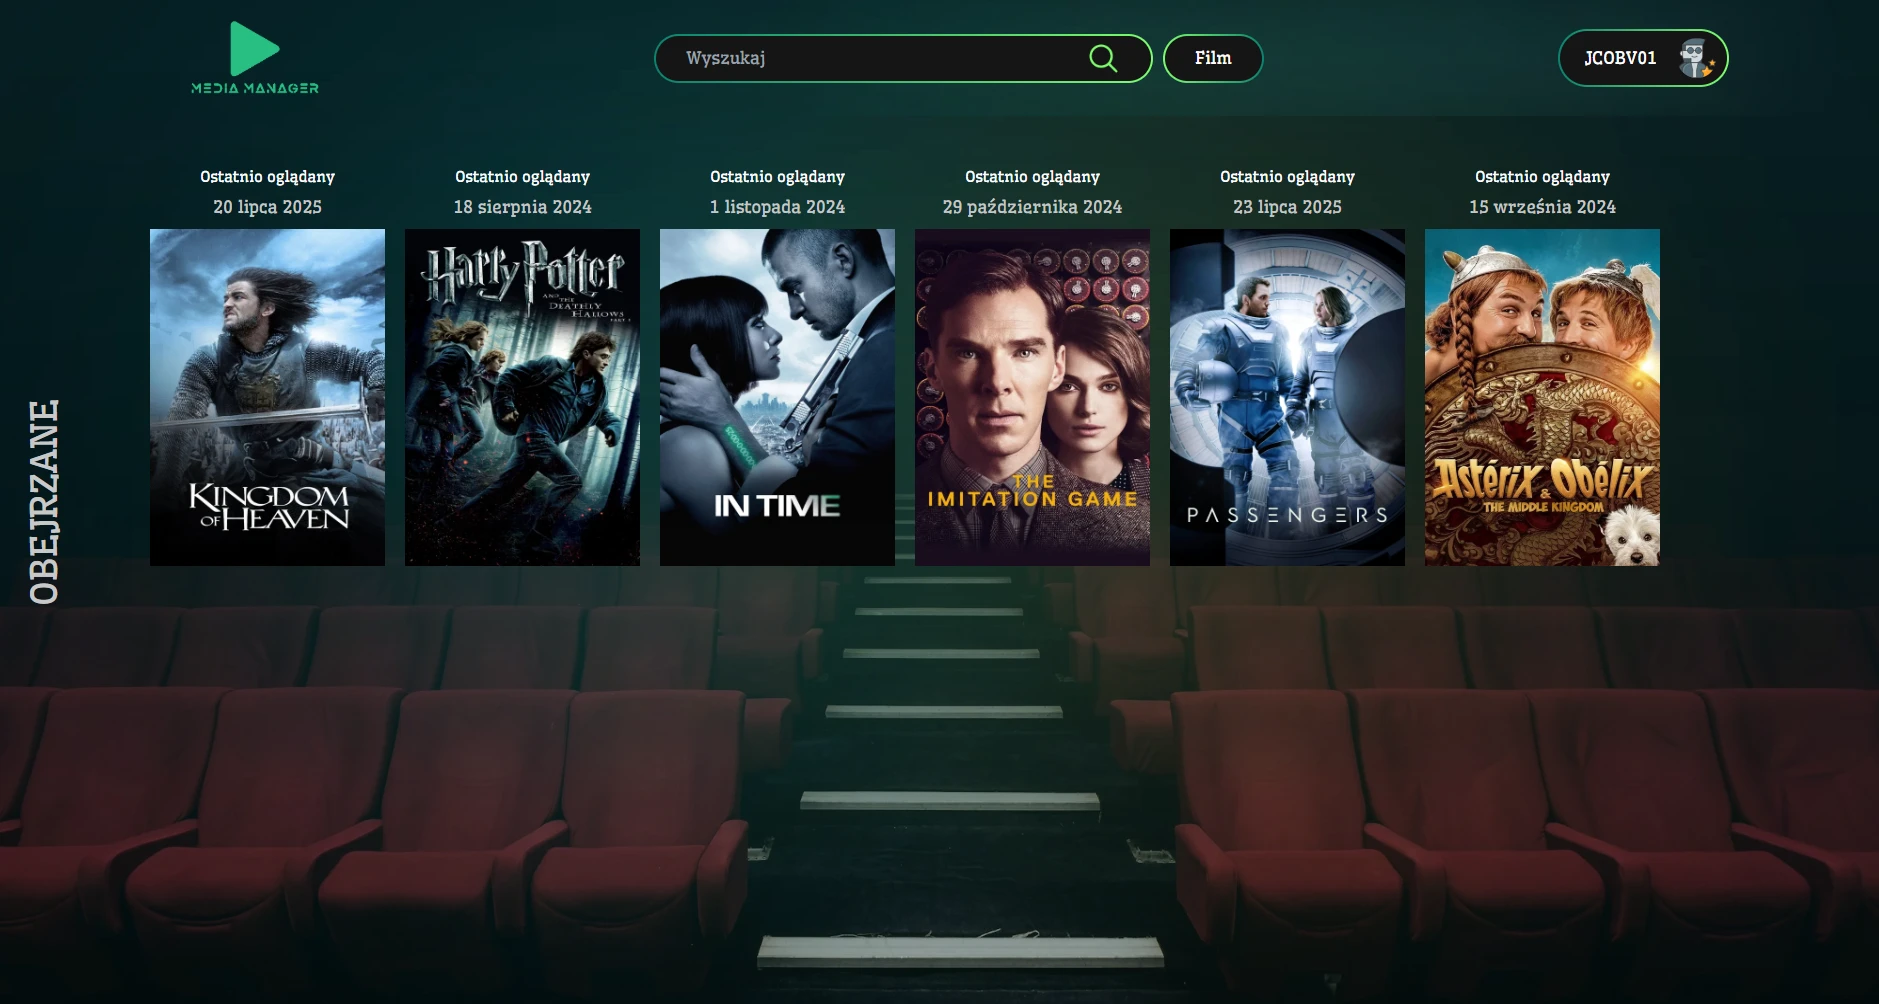 MEDIA MANAGER
Wyszukaj
Film
JCOBV01
OBEJRZANE
Ostatnio oglądany
20 lipca 2025
Ostatnio oglądany
18 sierpnia 2024
Ostatnio oglądany
1 listopada 2024
Ostatnio oglądany
29 października 2024
Ostatnio oglądany
23 lipca 2025
Ostatnio oglądany
15 września 2024
KINGDOM
OF HEAVEN
Harry Potter
AND THE
DEATHLY
HALLOWS
IN TIME
THE
IMITATION GAME
PASSENGERS
Astérix & Obélix
THE MIDDLE KINGDOM